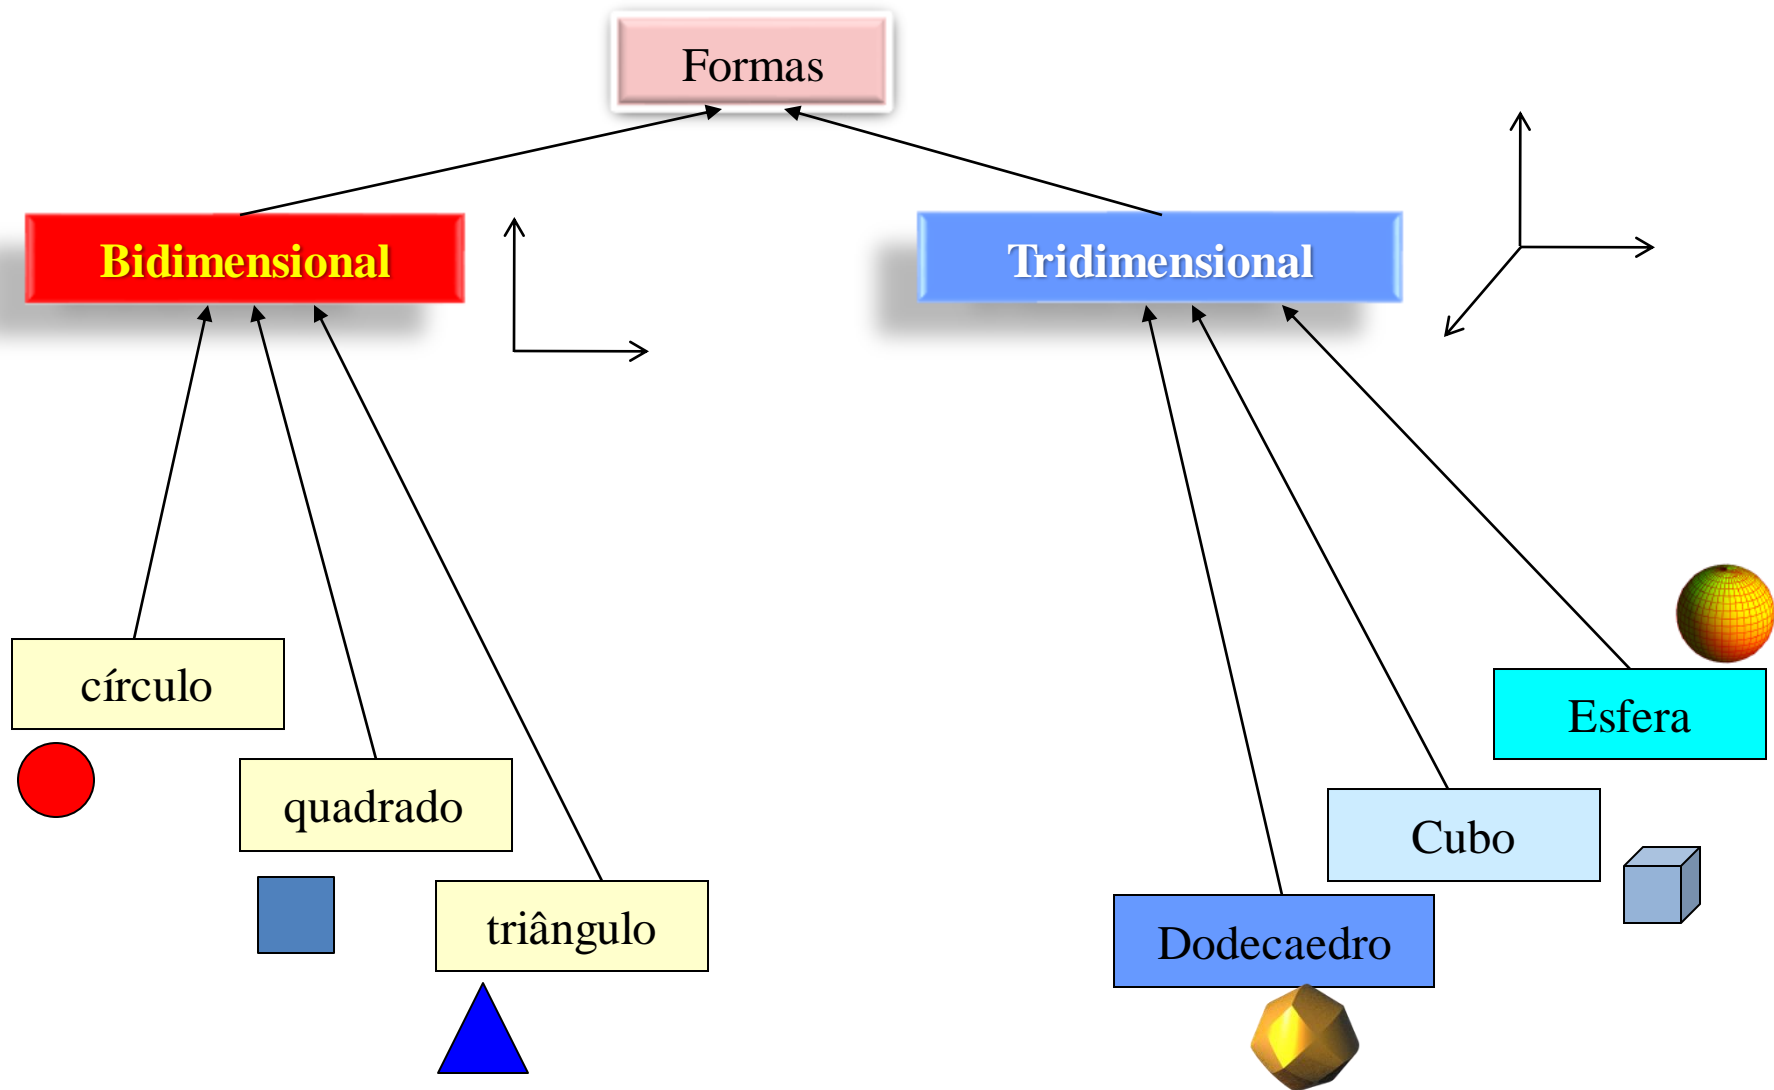 Formas
Bidimensional
Tridimensional
círculo
Esfera
quadrado
Cubo
triângulo
Dodecaedro